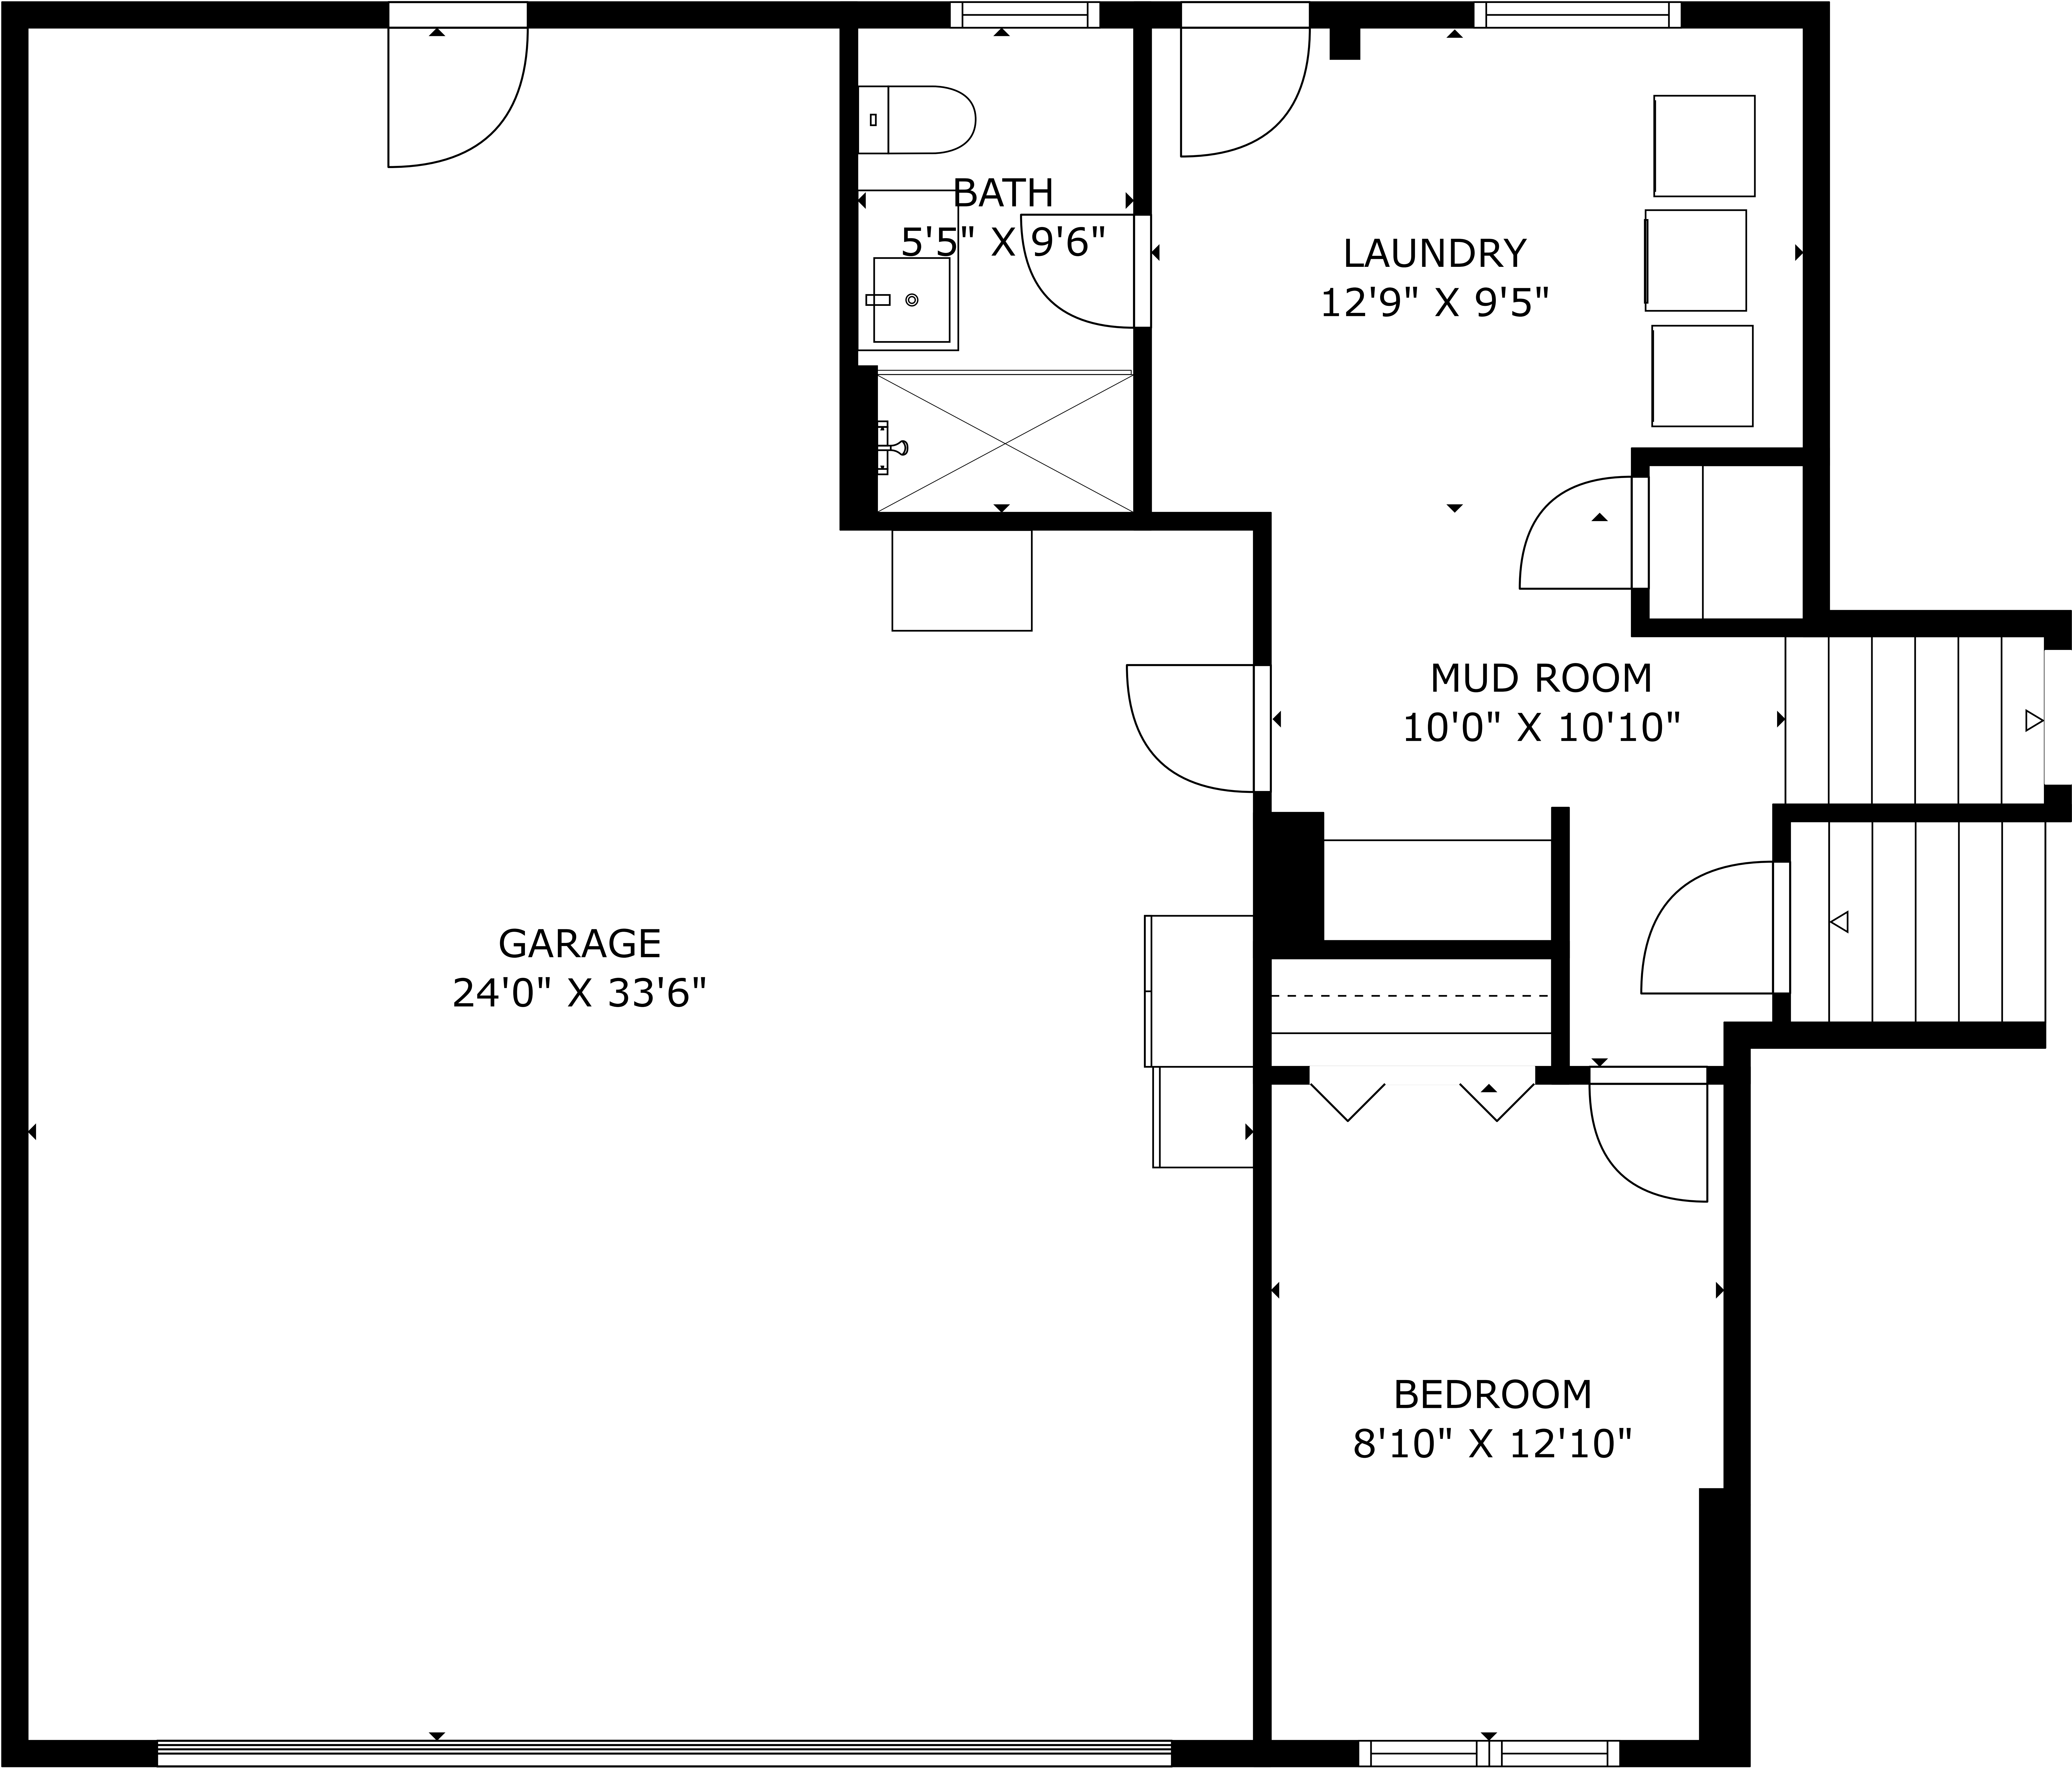 BATH
5'5" X 9'6"
LAUNDRY
12'9" X 9'5"
MUD ROOM
10'0" X 10'10"
GARAGE
24'0" X 33'6"
BEDROOM
8'10" X 12'10"